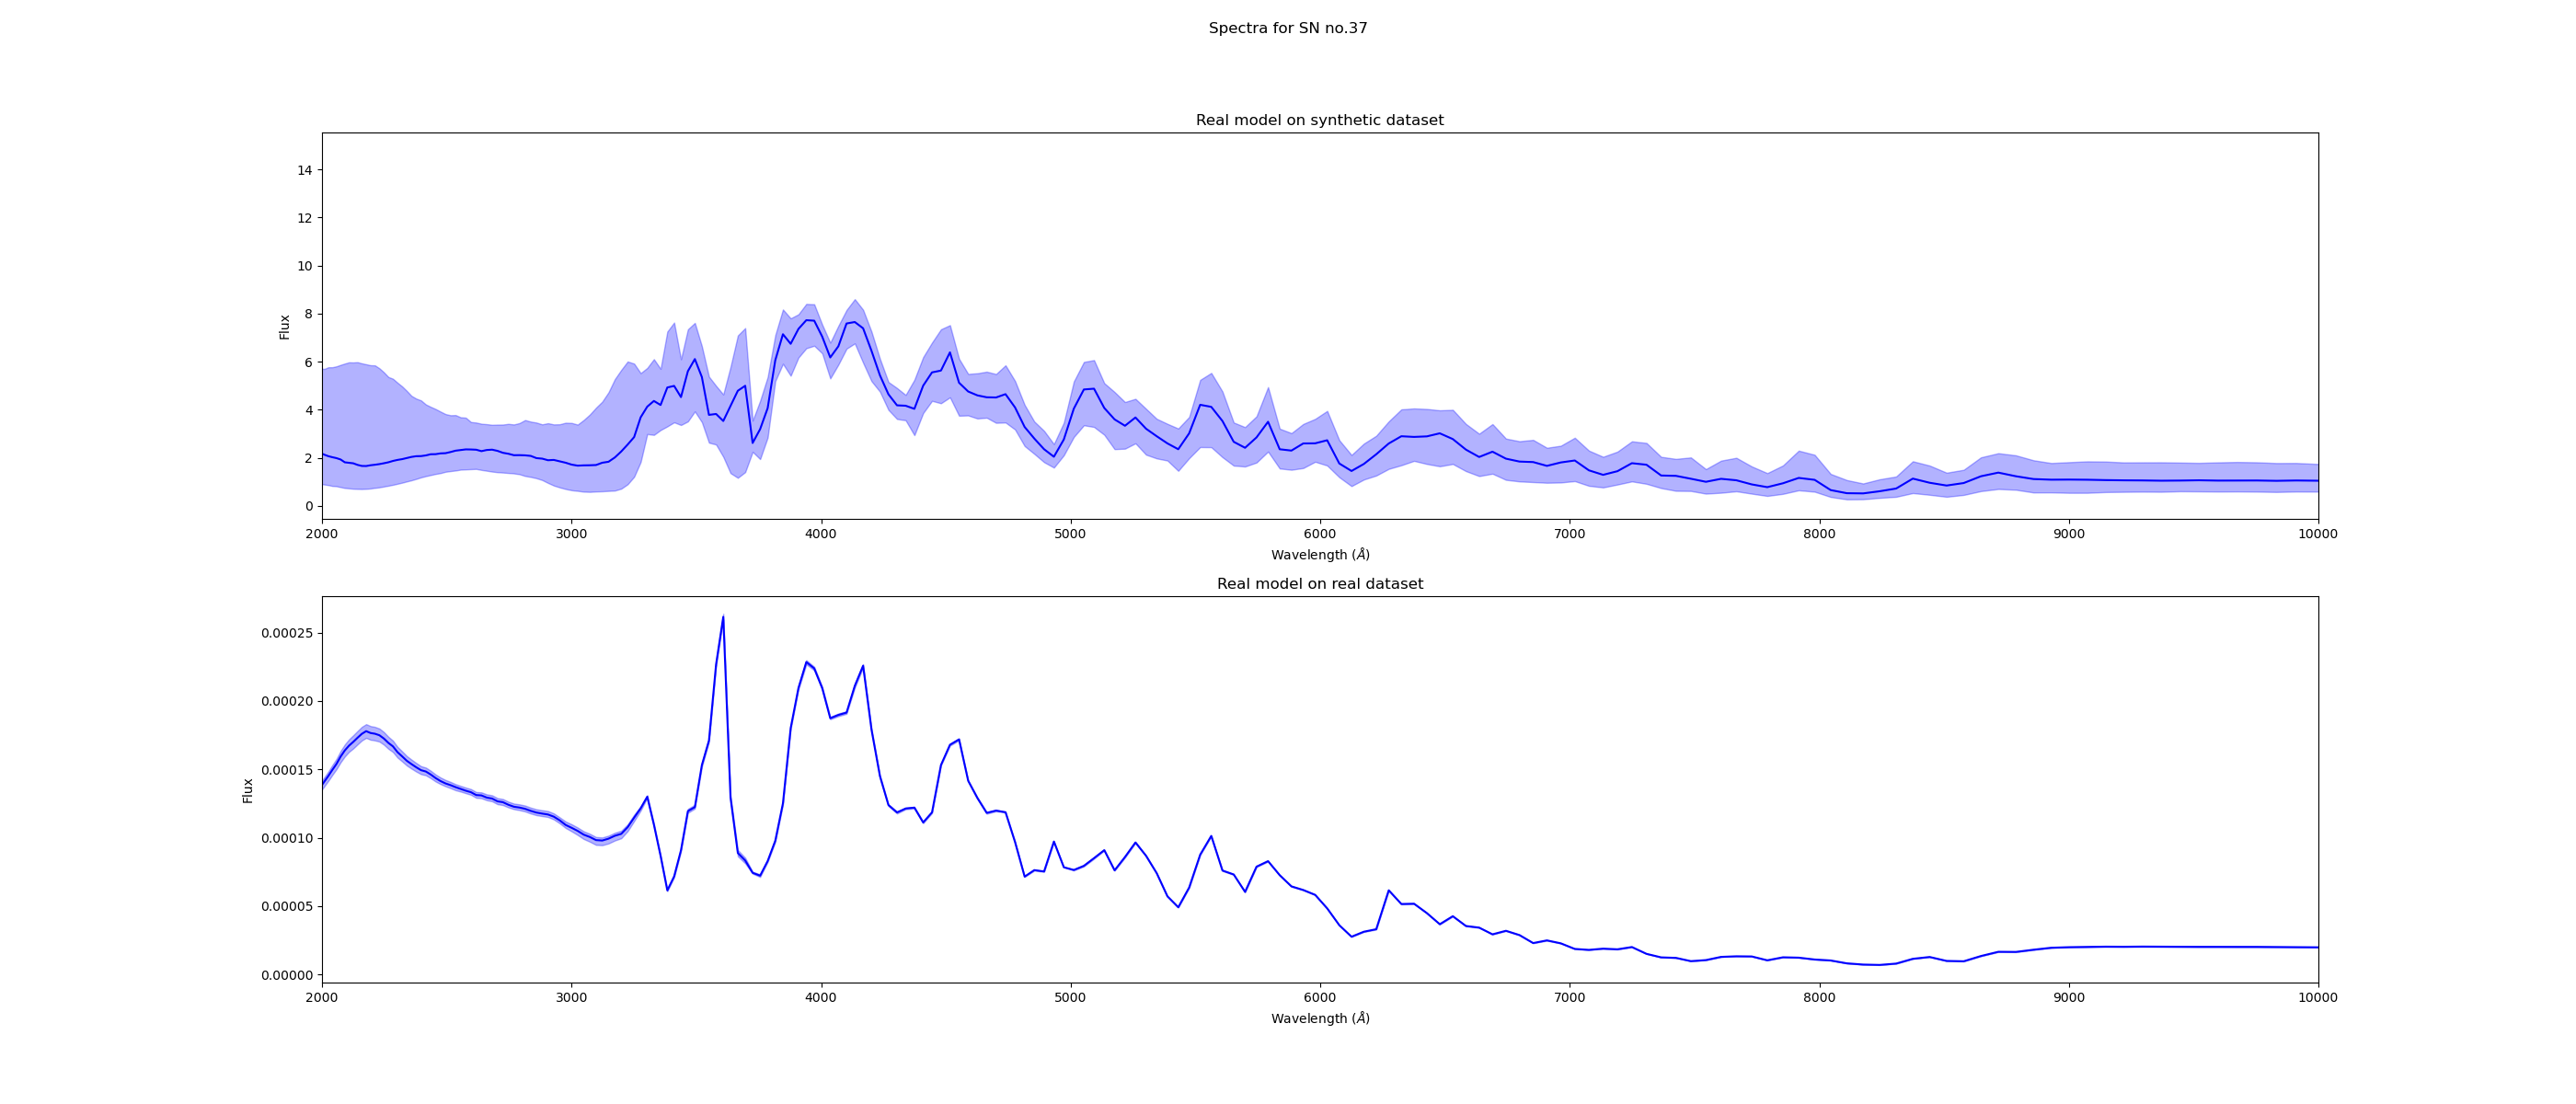 Spectra for SN no.37
Real model on synthetic dataset
Flux
14
12
10
8
6
4
2
0
2000 3000 4000 5000 6000 7000 8000 9000 10000
Wavelength (Å)
Real model on real dataset
Flux
0.00025
0.00020
0.00015
0.00010
0.00005
0.00000
2000 3000 4000 5000 6000 7000 8000 9000 10000
Wavelength (Å)